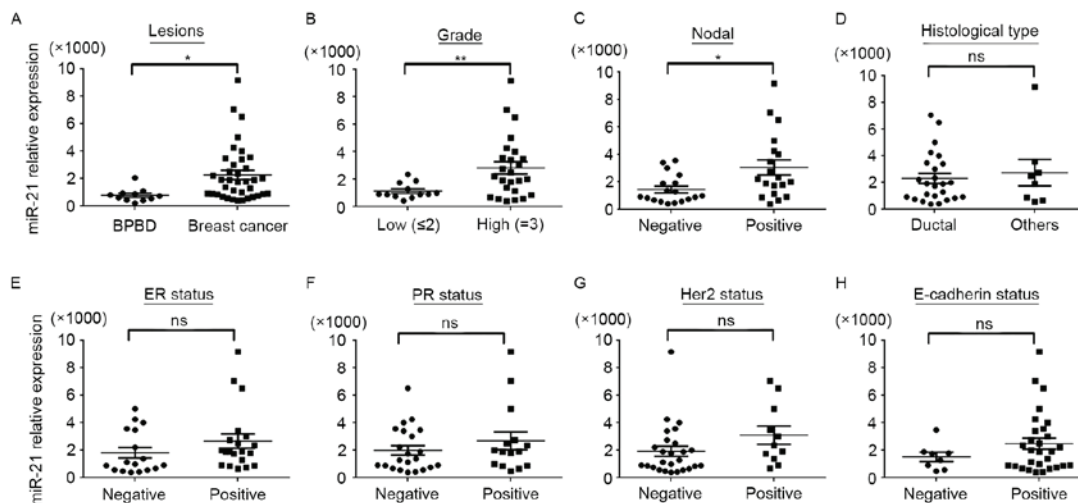 A Lesions
(×1000)
*
miR-21 relative expression
10
8
6
4
2
0
BPBD Breast cancer
B Grade
(×1000)
**
10
8
6
4
2
0
Low (≤2) High (=3)
C Nodal
(×1000)
*
10
8
6
4
2
0
Negative Positive
D Histological type
(×1000)
ns
10
8
6
4
2
0
Ductal Others
E ER status
(×1000)
ns
miR-21 relative expression
10
8
6
4
2
0
Negative Positive
F PR status
(×1000)
ns
10
8
6
4
2
0
Negative Positive
G Her2 status
(×1000)
ns
10
8
6
4
2
0
Negative Positive
H E-cadherin status
(×1000)
ns
10
8
6
4
2
0
Negative Positive